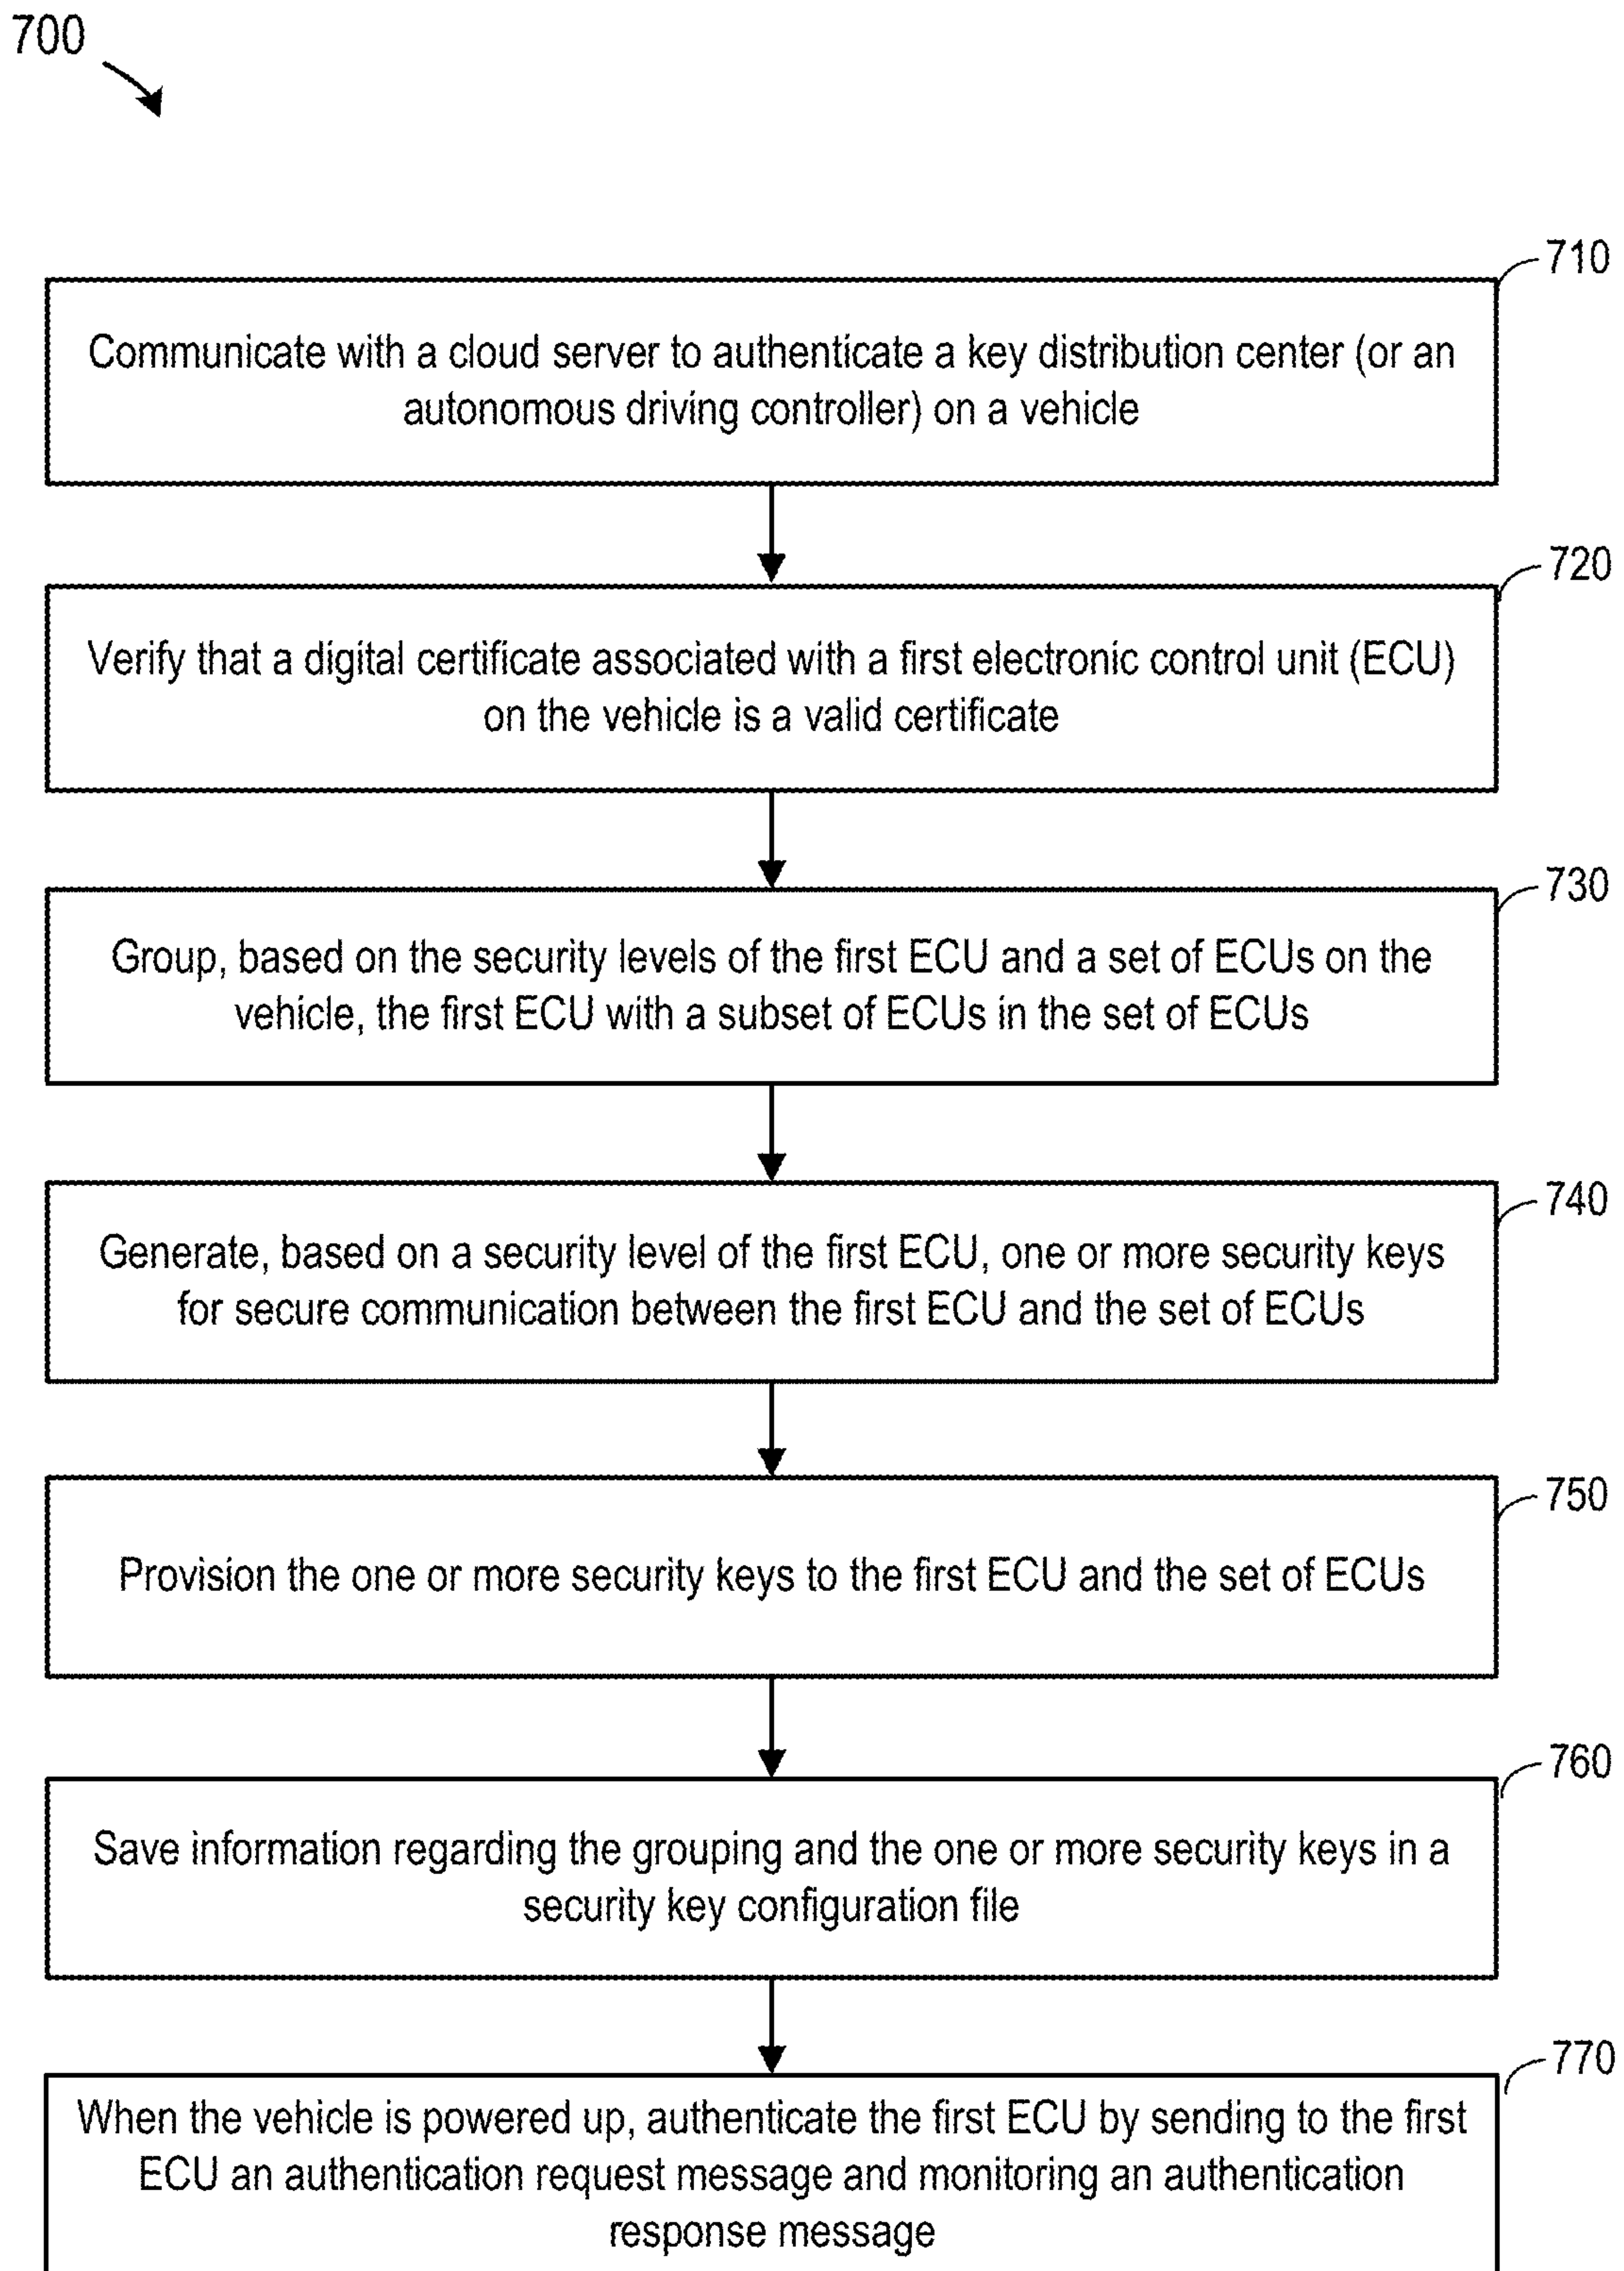 700
710
Communicate with a cloud server to authenticate a key distribution center (or an
autonomous driving controller) on a vehicle
720
Verify that a digital certificate associated with a first electronic control unit (ECU)
on the vehicle is a valid certificate
730
Group, based on the security levels of the first ECU and a set of ECUs on the
vehicle, the first ECU with a subset of ECUs in the set of ECUs
740
Generate, based on a security level of the first ECU, one or more security keys
for secure communication between the first ECU and the set of ECUs
750
Provision the one or more security keys to the first ECU and the set of ECUs
760
Save information regarding the grouping and the one or more security keys in a
security key configuration file
770
When the vehicle is powered up, authenticate the first ECU by sending to the first
ECU an authentication request message and monitoring an authentication
response message